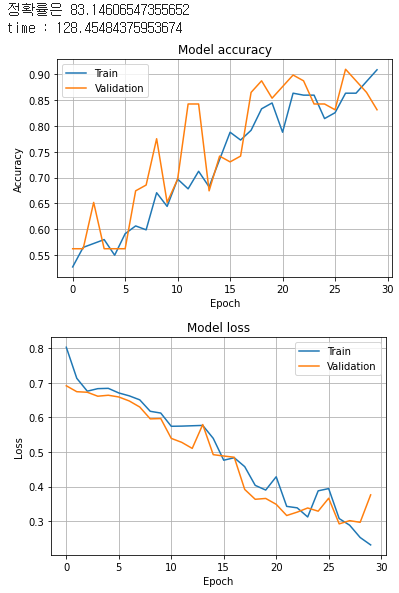 정확률은 83.14606547355652
time : 128.45484375953674
Model accuracy
Train
Validation
0.90
0.85
0.80
0.75
0.70
0.65
0.60
0.55
Accuracy
0 5 10 15 20 25 30
Epoch
Model loss
Train
Validation
0.8
0.7
0.6
0.5
0.4
0.3
Loss
0 5 10 15 20 25 30
Epoch